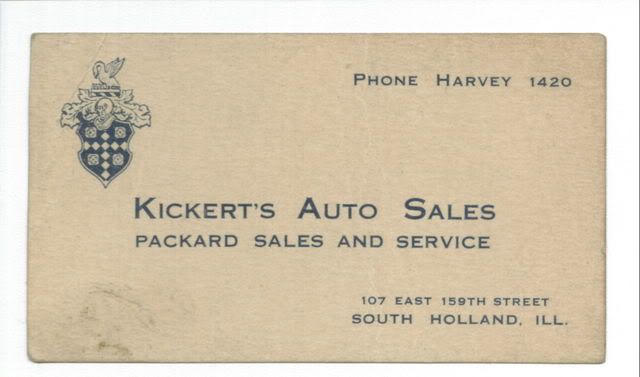 PHONE HARVEY 1420
KICKERT'S AUTO SALES
PACKARD SALES AND SERVICE
107 EAST 159TH STREET
SOUTH HOLLAND, ILL.